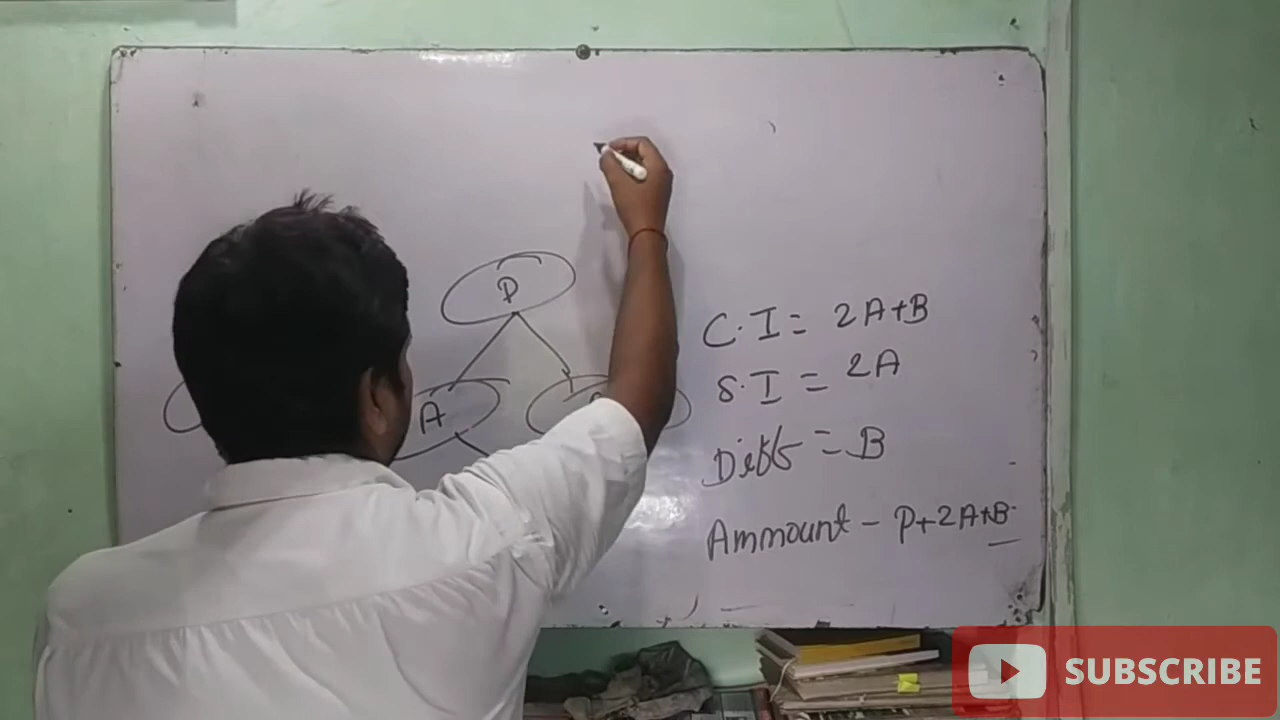 P
A
C.I = 2A+B
S.I = 2A
Diff = B
Ammount - P+2A+B
SUBSCRIBE